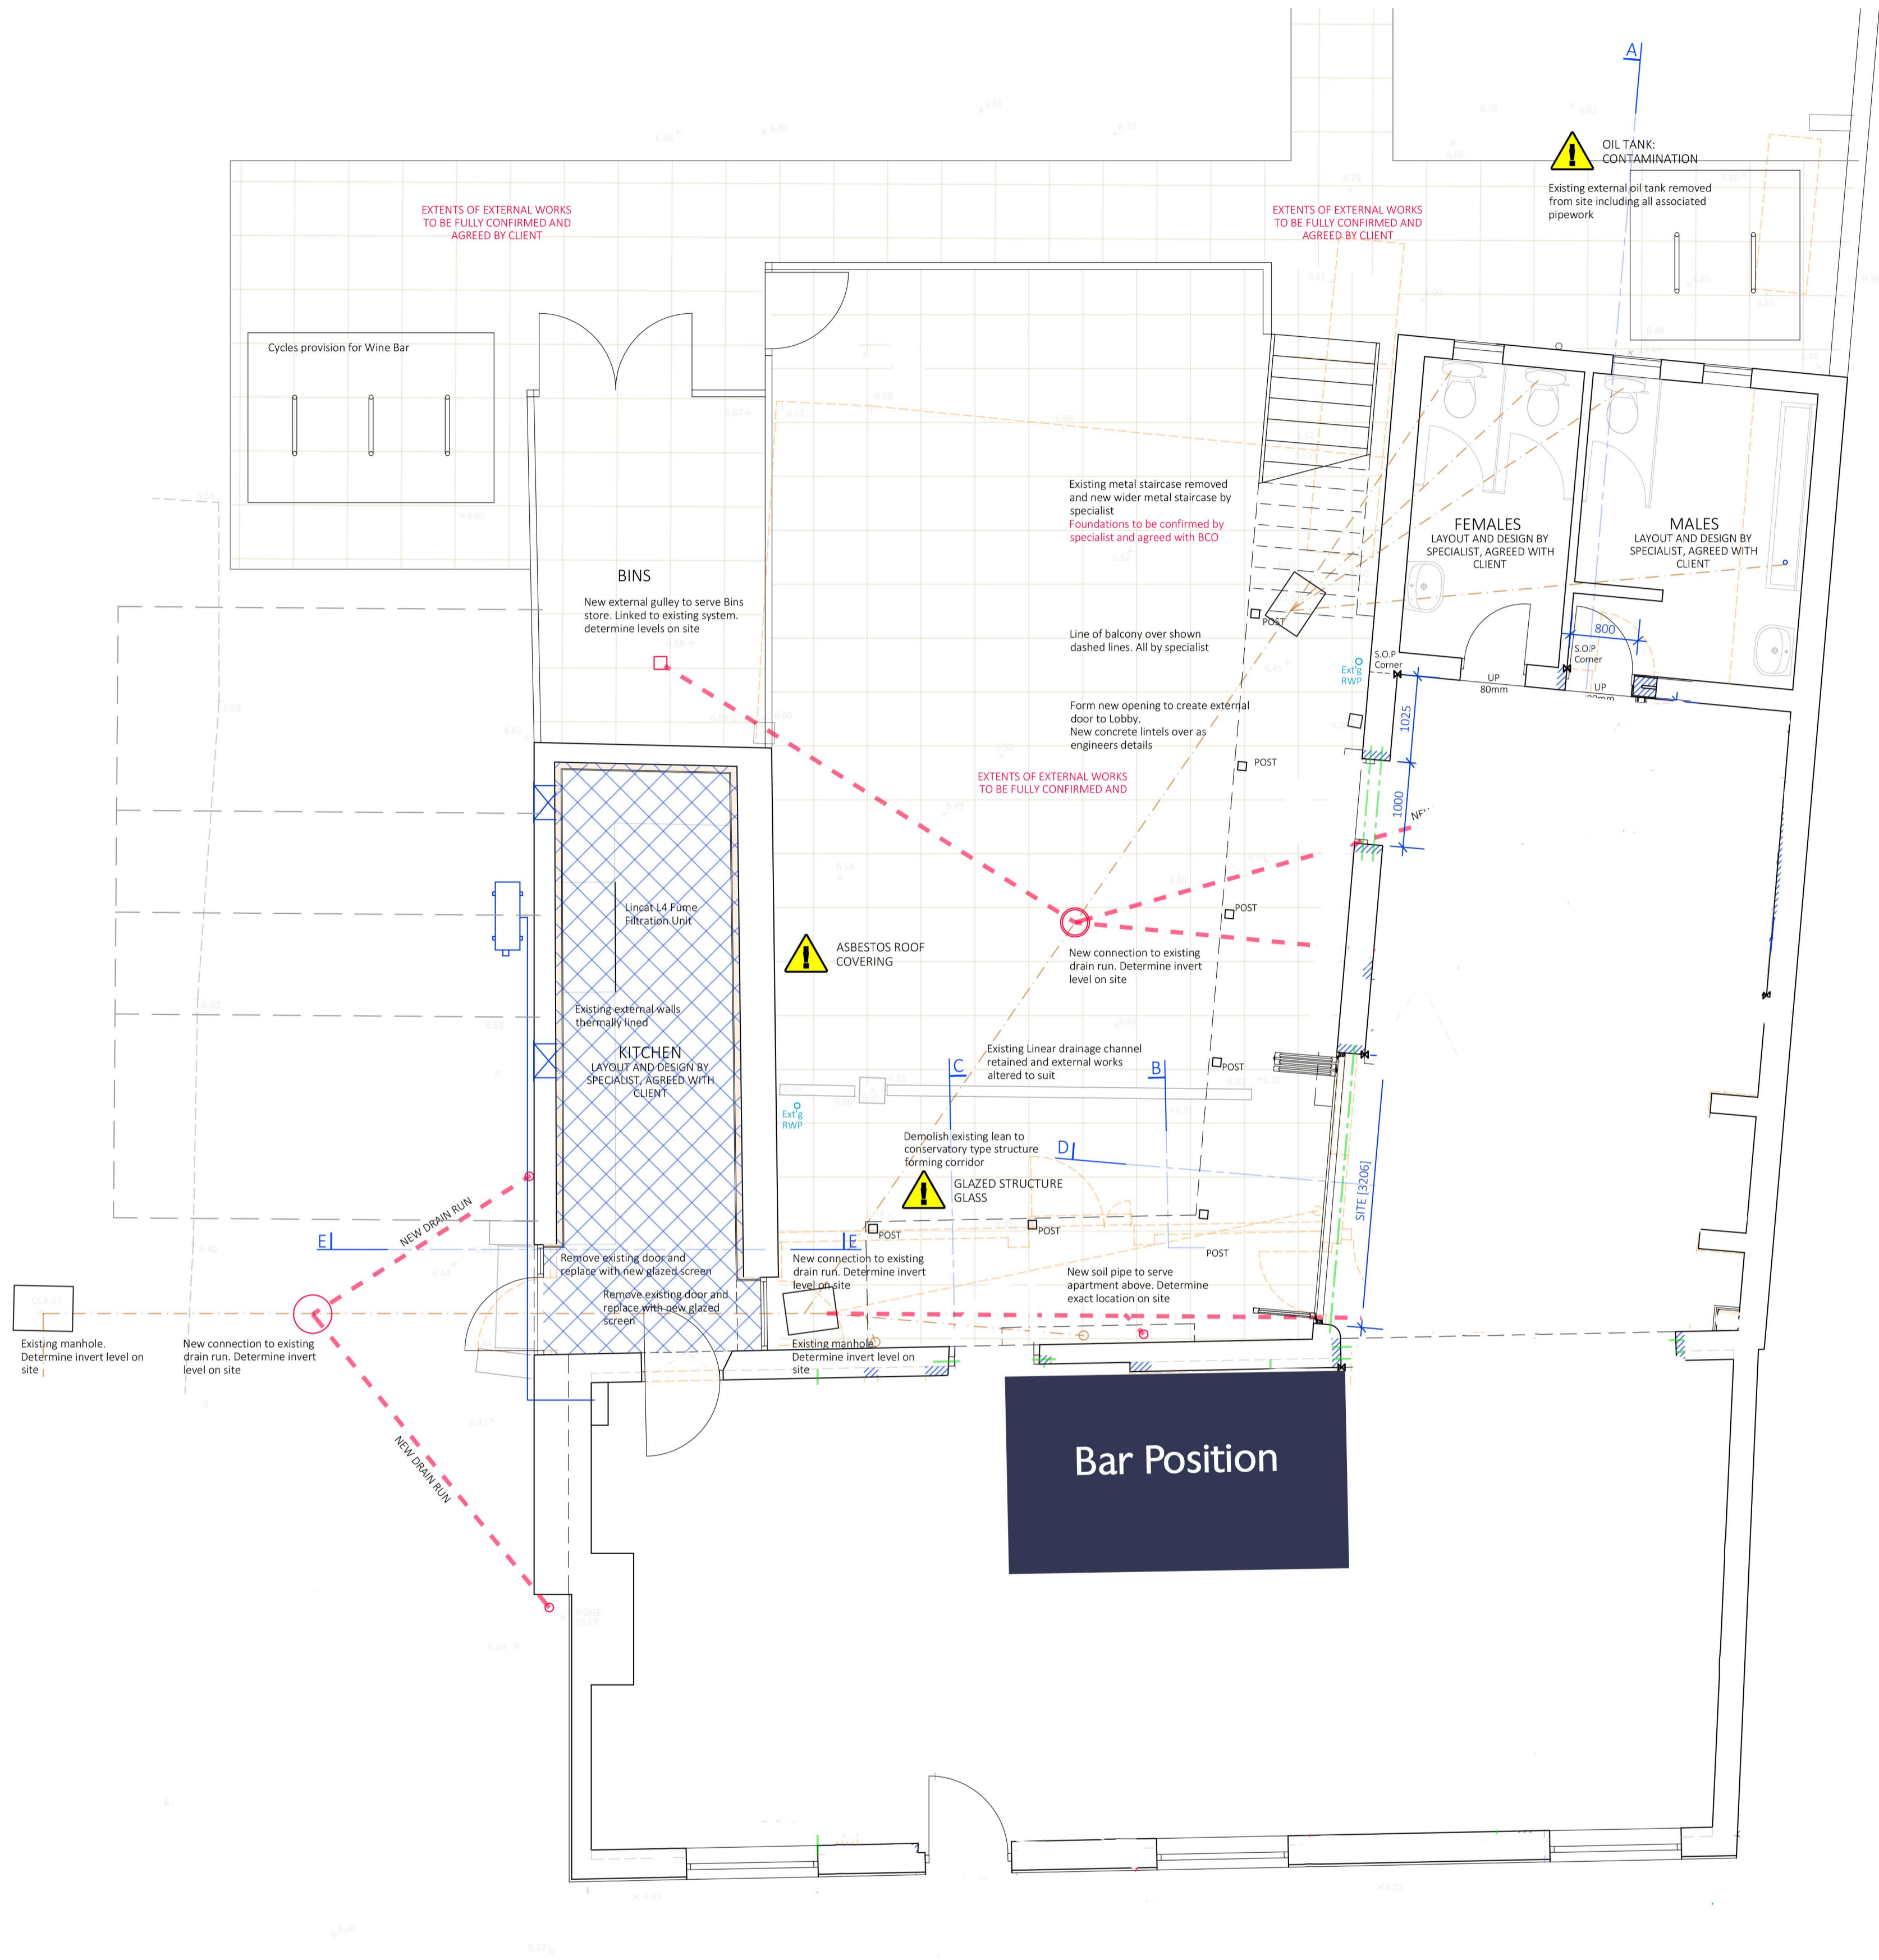 A
OIL TANK:
CONTAMINATION
Existing external oil tank removed
from site including all associated
pipework
EXTENTS OF EXTERNAL WORKS
TO BE FULLY CONFIRMED AND
AGREED BY CLIENT
EXTENTS OF EXTERNAL WORKS
TO BE FULLY CONFIRMED AND
AGREED BY CLIENT
Cycles provision for Wine Bar
Existing metal staircase removed
and new wider metal staircase by
specialist
Foundations to be confirmed by
specialist and agreed with BCO
FEMALES
LAYOUT AND DESIGN BY
SPECIALIST, AGREED WITH
CLIENT
MALES
LAYOUT AND DESIGN BY
SPECIALIST, AGREED WITH
CLIENT
BINS
New external gulley to serve Bins
store. Linked to existing system.
determine levels on site
POST
Line of balcony over shown
dashed lines. All by specialist
800
S.O.P
Corner
S.O.P
Corner
Ext'g
RWP
UP
80mm
UP
1025
Form new opening to create external
door to Lobby.
New concrete lintels over as
engineers details
POST
EXTENTS OF EXTERNAL WORKS
TO BE FULLY CONFIRMED AND
1000
Lincat L4 Fume
Filtration Unit
POST
ASBESTOS ROOF
COVERING
New connection to existing
drain run. Determine invert
level on site
Existing external walls
thermally lined
KITCHEN
LAYOUT AND DESIGN BY
SPECIALIST, AGREED WITH
CLIENT
Existing Linear drainage channel
retained and external works
altered to suit
C
B
POST
Ext'g
RWP
Demolish existing lean to
conservatory type structure
forming corridor
D
GLAZED STRUCTURE
GLASS
SITE [3206]
NEW DRAIN RUN
POST
POST
POST
E
E
Remove existing door and
replace with new glazed screen
New connection to existing
drain run. Determine invert
level on site
New soil pipe to serve
apartment above. Determine
exact location on site
Remove existing door and
replace with new glazed
screen
Existing manhole.
Determine invert level on
site
New connection to existing
drain run. Determine invert
level on site
Existing manhole.
Determine invert level on
site
NEW DRAIN RUN
Bar Position